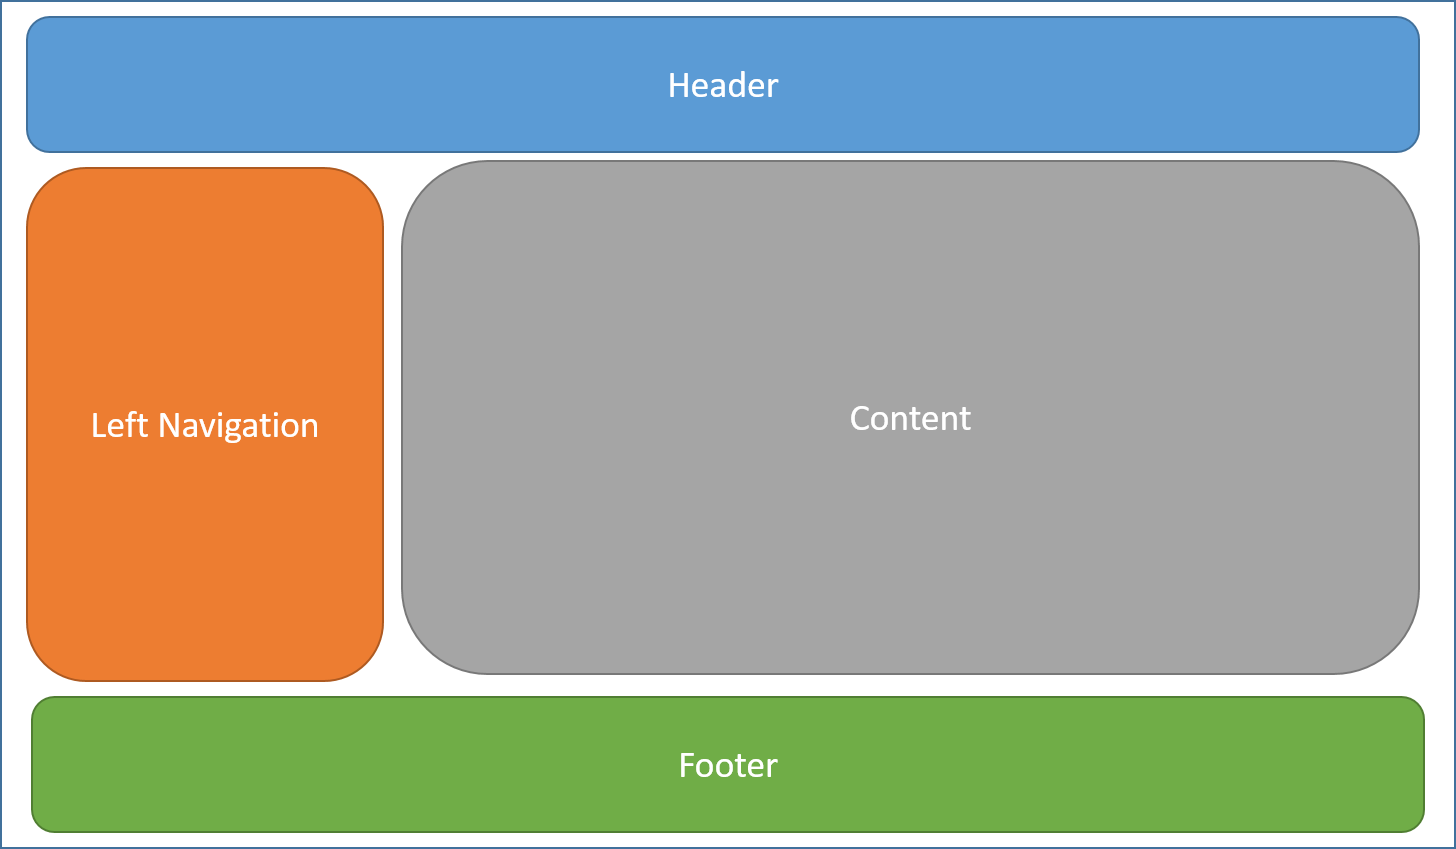 Header
Left Navigation
Content
Footer